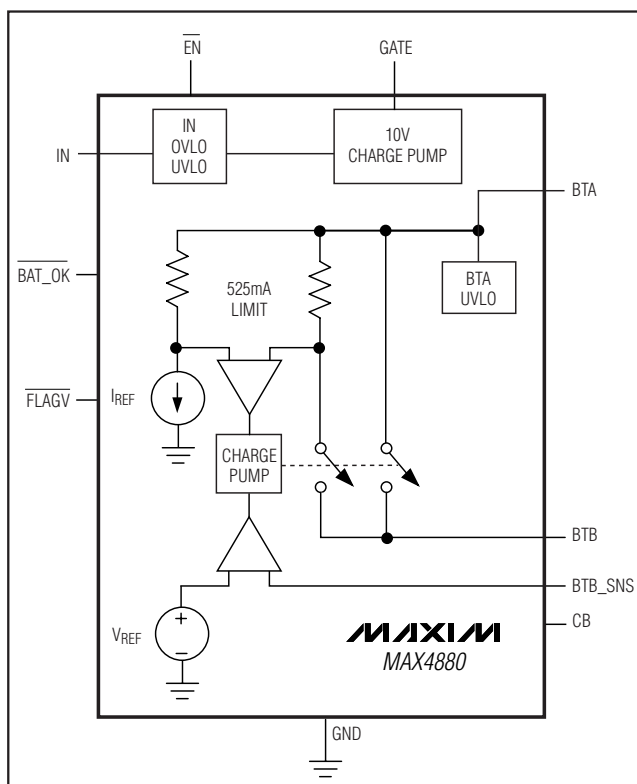 EN
GATE
IN
IN
OVLO
UVLO
10V
CHARGE PUMP
BTA
BAT_OK
525mA
LIMIT
BTA
UVLO
FLAGV
IREF
CHARGE
PUMP
BTB
BTB_SNS
VREF
CB
MAXIM
MAX4880
GND